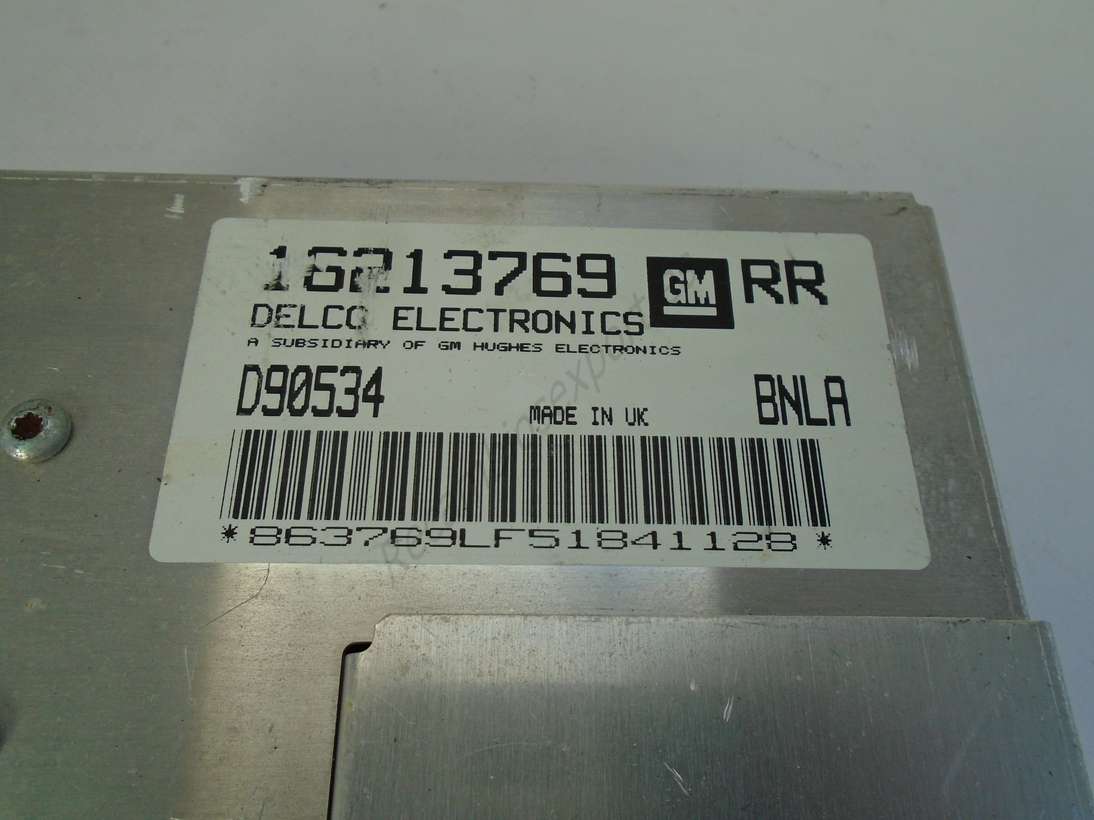 16213769 GM RR
DELCO ELECTRONICS
A SUBSIDIARY OF GM HUGHES ELECTRONICS
D90534 MADE IN UK BNLA
*863769LF51841128*